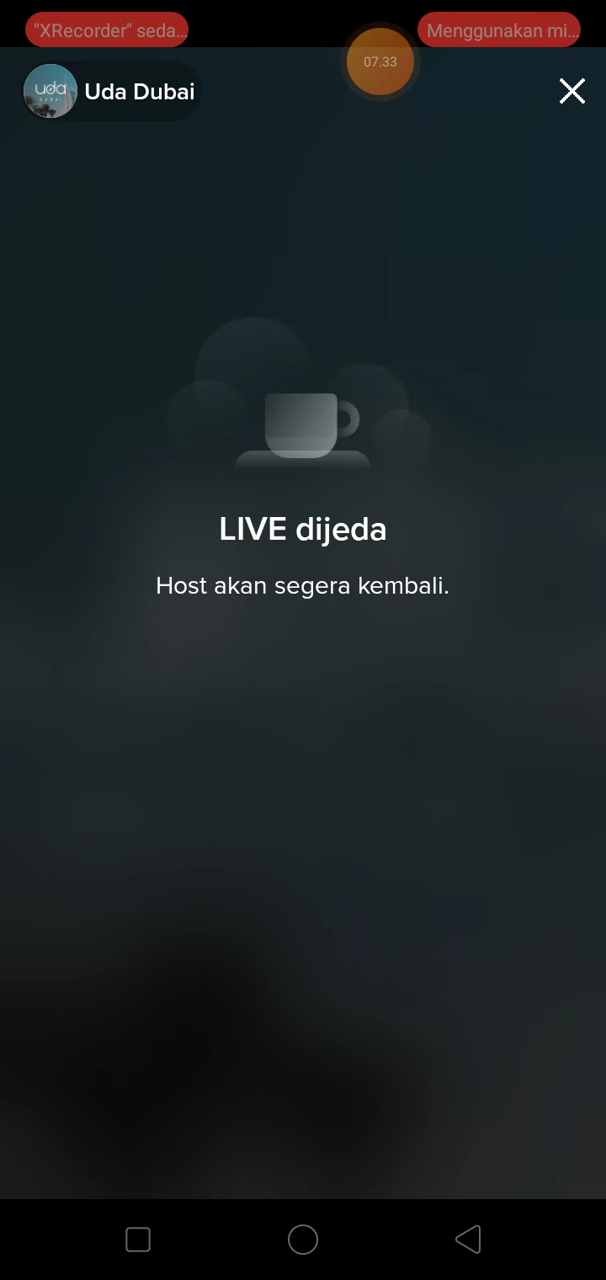 "XRecorder" seda...
Menggunakan mi...
07.33
uda
Uda Dubai
LIVE dijeda
Host akan segera kembali.